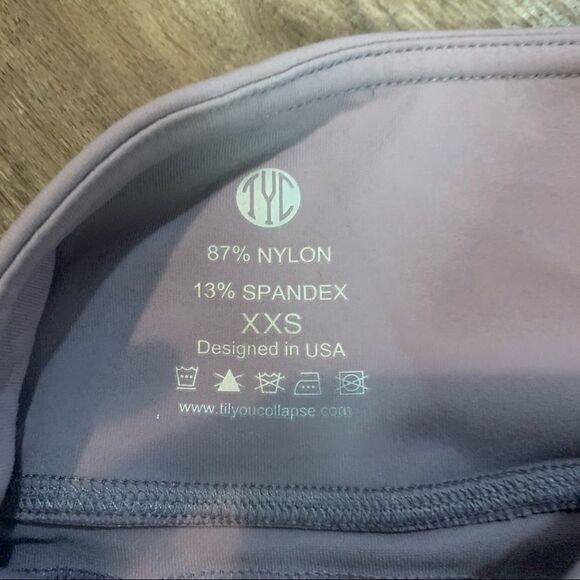 TYC
87% NYLON
13% SPANDEX
XXS
Designed in USA
www.tilyoucollapse.com